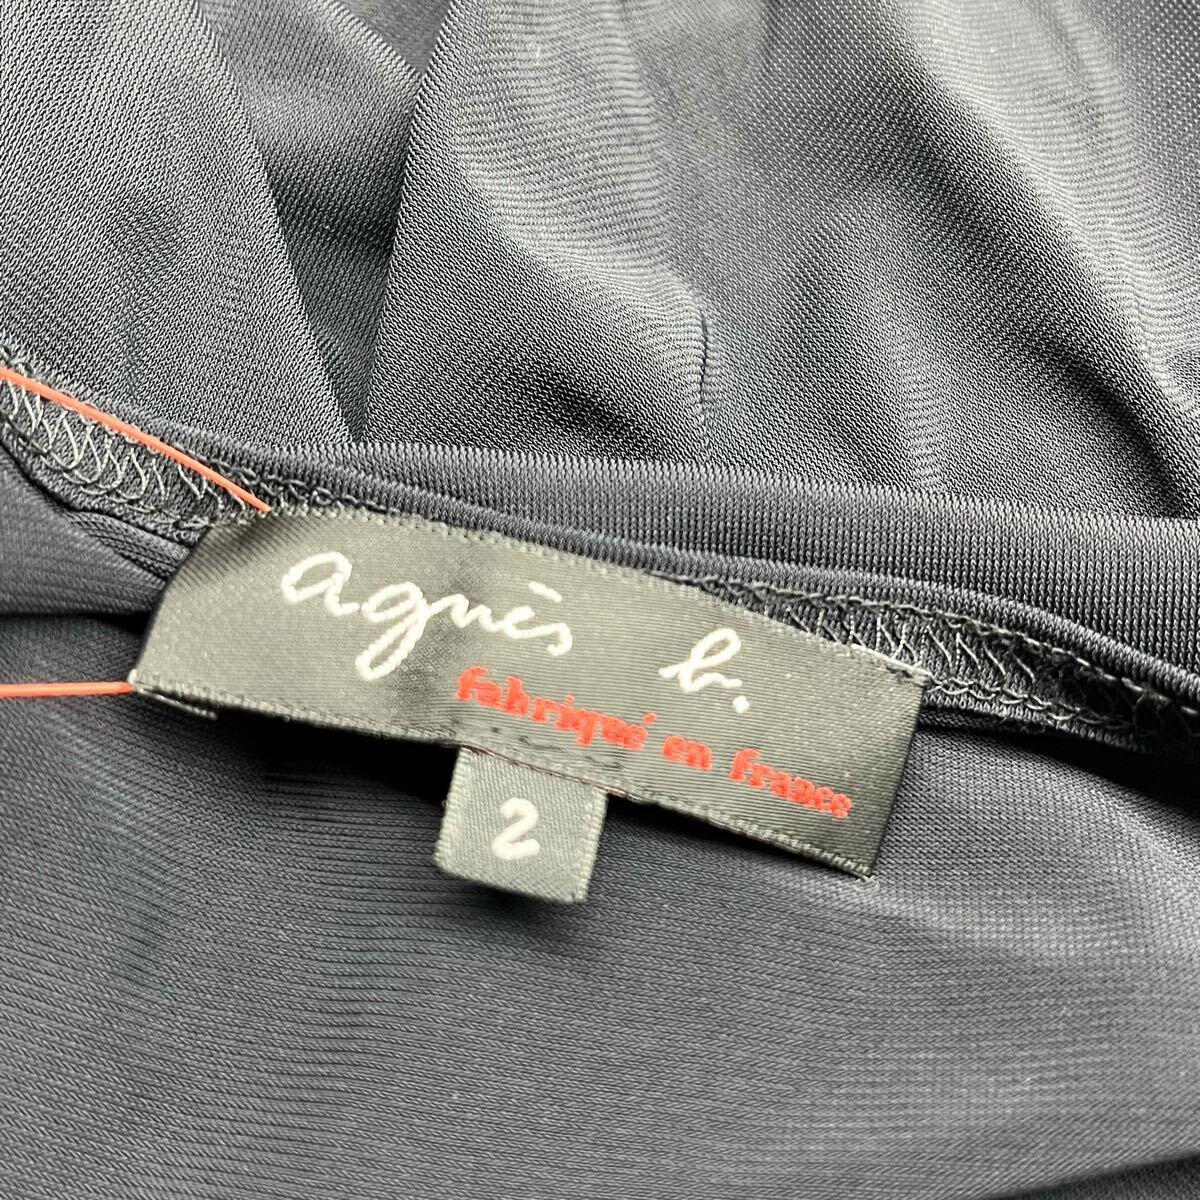 agnès b.
fabriqué en france
2